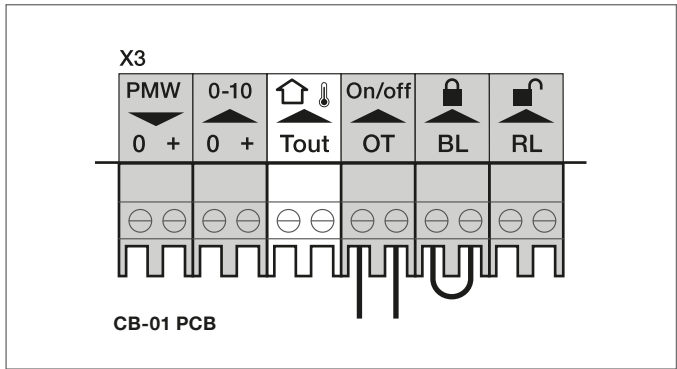 X3
PMW 0-10 On/off
0 + 0 + Tout OT BL RL
CB-01 PCB